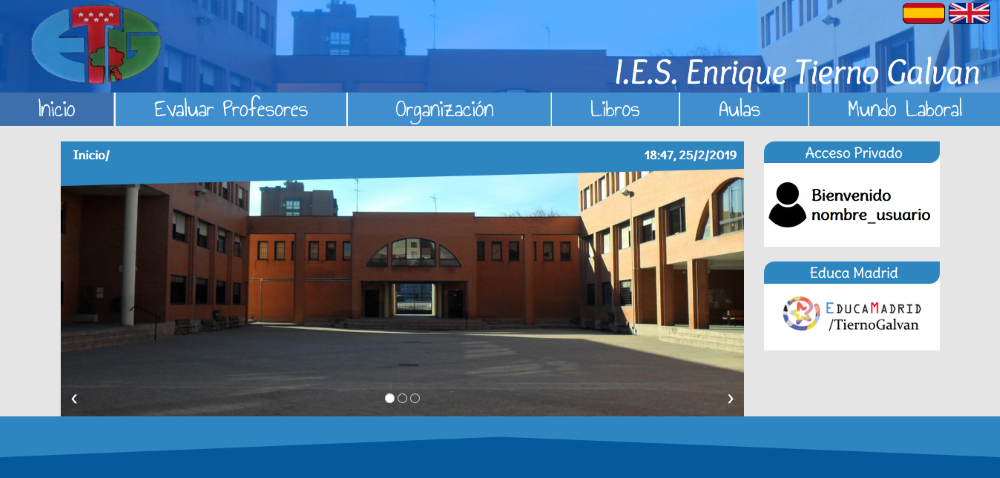 ETG
I.E.S. Enrique Tierno Galvan
Inicio
Evaluar Profesores
Organización
Libros
Aulas
Mundo Laboral
Inicio/
18:47, 25/2/2019
Acceso Privado
Bienvenido
nombre_usuario
Educa Madrid
EDUCAMADRID
/TiernoGalvan